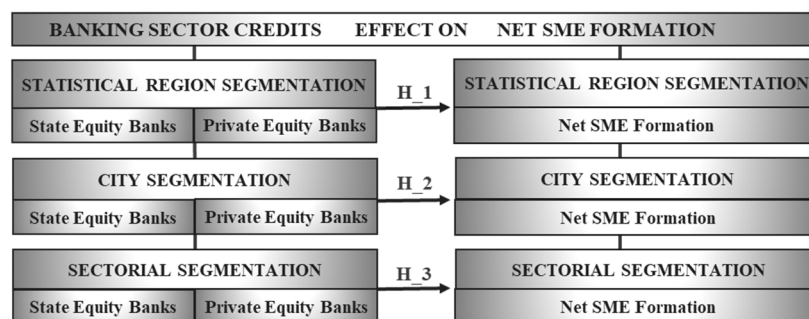 BANKING SECTOR CREDITS EFFECT ON NET SME FORMATION
STATISTICAL REGION SEGMENTATION
State Equity Banks Private Equity Banks
H_1
STATISTICAL REGION SEGMENTATION
Net SME Formation
CITY SEGMENTATION
State Equity Banks Private Equity Banks
H_2
CITY SEGMENTATION
Net SME Formation
SECTORIAL SEGMENTATION
State Equity Banks Private Equity Banks
H_3
SECTORIAL SEGMENTATION
Net SME Formation